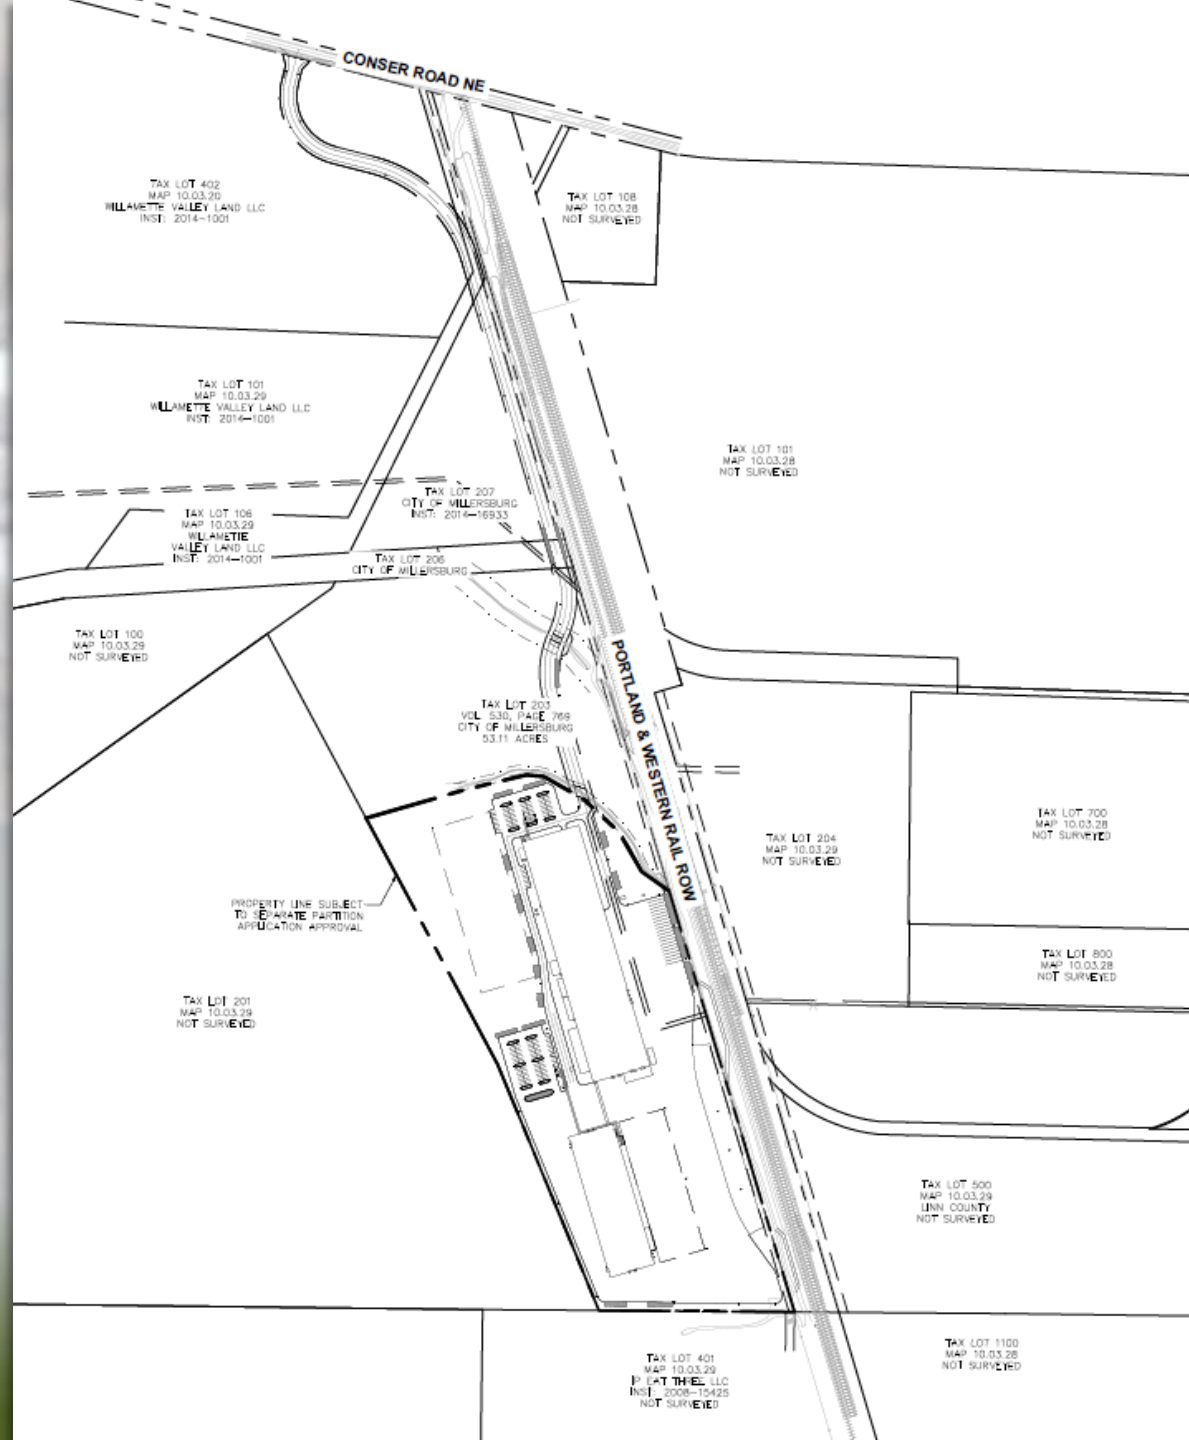 CONSER ROAD NE
TAX LOT 402
MAP 10.03.20
WILLAMETTE VALLEY LAND LLC
INST: 2014-1001
TAX LOT 108
MAP 10.03.28
NOT SURVEYED
TAX LOT 101
MAP 10.03.29
WILLAMETTE VALLEY LAND LLC
INST: 2014-1001
TAX LOT 101
MAP 10.03.28
NOT SURVEYED
TAX LOT 207
CITY OF MILLERSBURG
INST: 2014-16933
TAX LOT 106
MAP 10.03.29
WILLAMETTE
VALLEY LAND LLC
INST: 2014-1001
TAX LOT 206
CITY OF MILLERSBURG
TAX LOT 100
MAP 10.03.29
NOT SURVEYED
TAX LOT 203
VOL. 530, PAGE 769
CITY OF MILLERSBURG
53.11 ACRES
PORTLAND & WESTERN RAIL ROW
TAX LOT 700
MAP 10.03.28
NOT SURVEYED
TAX LOT 204
MAP 10.03.29
NOT SURVEYED
PROPERTY LINE SUBJECT
TO SEPARATE PARTITION
APPLICATION APPROVAL
TAX LOT 800
MAP 10.03.28
NOT SURVEYED
TAX LOT 201
MAP 10.03.29
NOT SURVEYED
TAX LOT 500
MAP 10.03.29
LINN COUNTY
NOT SURVEYED
TAX LOT 401
MAP 10.03.29
IP EAT THREE LLC
INST: 2008-15425
NOT SURVEYED
TAX LOT 1100
MAP 10.03.28
NOT SURVEYED